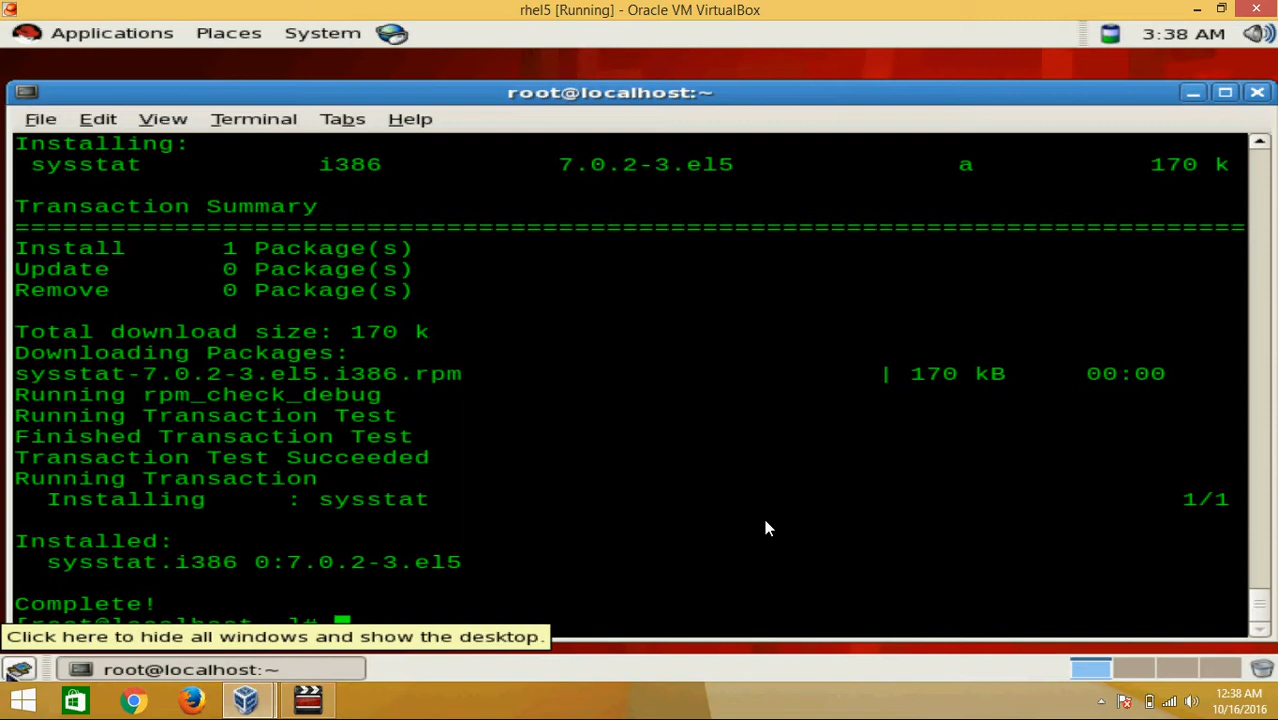 rhel5 [Running] - Oracle VM VirtualBox
Applications Places System 3:38 AM
root@localhost:~
File Edit View Terminal Tabs Help
Installing:
sysstat i386 7.0.2-3.el5 a 170 k
Transaction Summary
================================================================================
Install 1 Package(s)
Update 0 Package(s)
Remove 0 Package(s)
Total download size: 170 k
Downloading Packages:
sysstat-7.0.2-3.el5.i386.rpm | 170 kB 00:00
Running rpm_check_debug
Running Transaction Test
Finished Transaction Test
Transaction Test Succeeded
Running Transaction
Installing : sysstat 1/1
Installed:
sysstat.i386 0:7.0.2-3.el5
Complete!
[root@localhost ~]#
Click here to hide all windows and show the desktop.
root@localhost:~
12:38 AM
10/16/2016